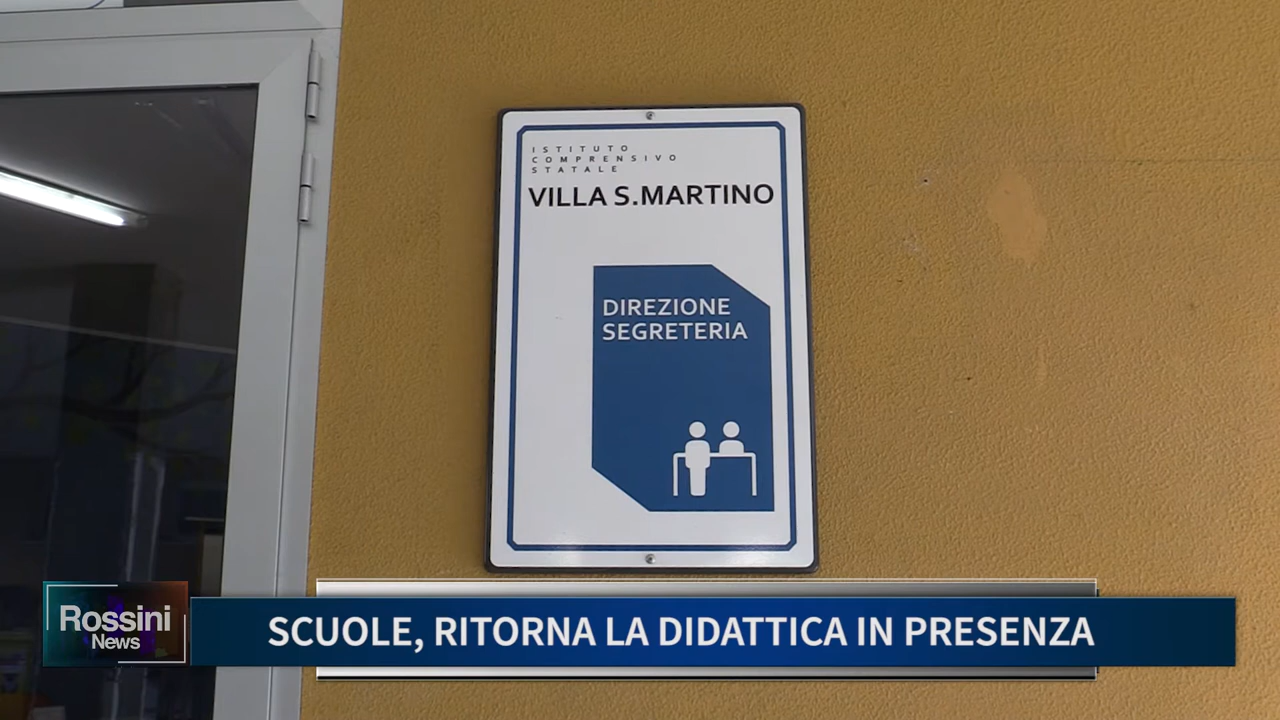 ISTITUTO
COMPRENSIVO
STATALE
VILLA S.MARTINO
DIREZIONE
SEGRETERIA
Rossini
News
SCUOLE, RITORNA LA DIDATTICA IN PRESENZA